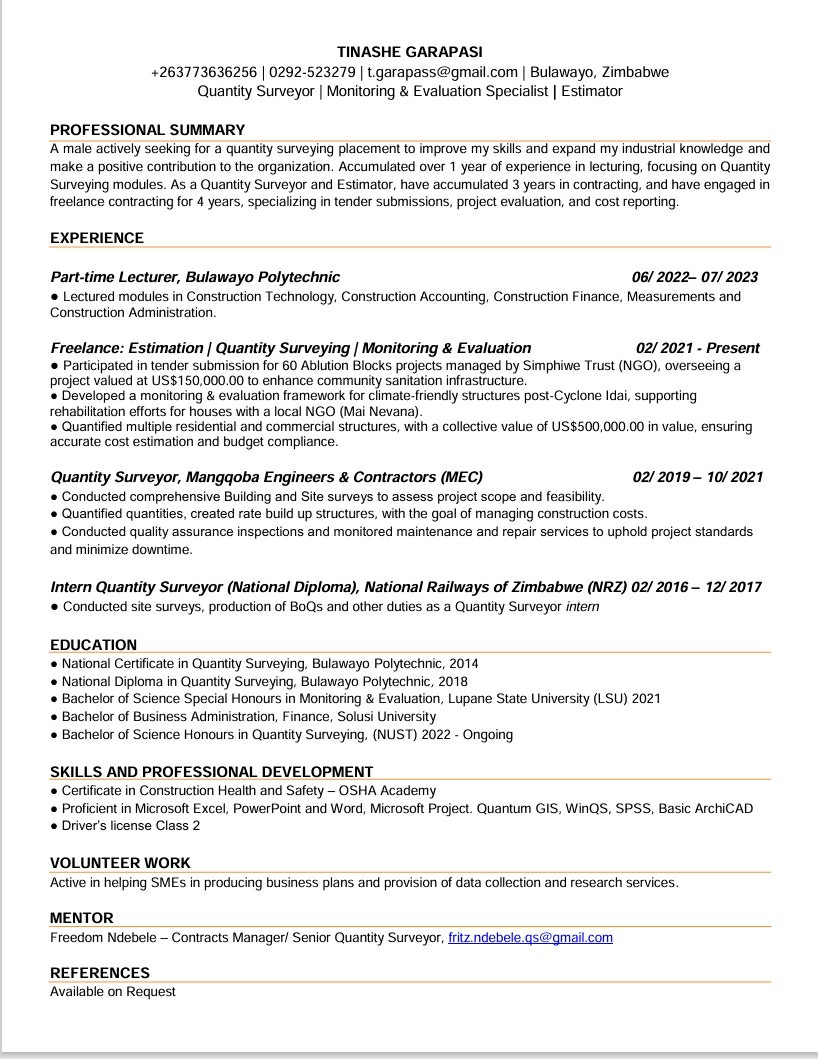 TINASHE GARAPASI
+263773636256 | 0292-523279 | t.garapass@gmail.com | Bulawayo, Zimbabwe
Quantity Surveyor | Monitoring & Evaluation Specialist | Estimator
PROFESSIONAL SUMMARY
A male actively seeking for a quantity surveying placement to improve my skills and expand my industrial knowledge and
make a positive contribution to the organization. Accumulated over 1 year of experience in lecturing, focusing on Quantity
Surveying modules. As a Quantity Surveyor and Estimator, have accumulated 3 years in contracting, and have engaged in
freelance contracting for 4 years, specializing in tender submissions, project evaluation, and cost reporting.
EXPERIENCE
Part-time Lecturer, Bulawayo Polytechnic 06/ 2022– 07/ 2023
● Lectured modules in Construction Technology, Construction Accounting, Construction Finance, Measurements and
Construction Administration.
Freelance: Estimation | Quantity Surveying | Monitoring & Evaluation 02/ 2021 - Present
● Participated in tender submission for 60 Ablution Blocks projects managed by Simphiwe Trust (NGO), overseeing a
project valued at US$150,000.00 to enhance community sanitation infrastructure.
● Developed a monitoring & evaluation framework for climate-friendly structures post-Cyclone Idai, supporting
rehabilitation efforts for houses with a local NGO (Mai Nevana).
● Quantified multiple residential and commercial structures, with a collective value of US$500,000.00 in value, ensuring
accurate cost estimation and budget compliance.
Quantity Surveyor, Mangqoba Engineers & Contractors (MEC) 02/ 2019 – 10/ 2021
● Conducted comprehensive Building and Site surveys to assess project scope and feasibility.
● Quantified quantities, created rate build up structures, with the goal of managing construction costs.
● Conducted quality assurance inspections and monitored maintenance and repair services to uphold project standards
and minimize downtime.
Intern Quantity Surveyor (National Diploma), National Railways of Zimbabwe (NRZ) 02/ 2016 – 12/ 2017
● Conducted site surveys, production of BoQs and other duties as a Quantity Surveyor intern
EDUCATION
● National Certificate in Quantity Surveying, Bulawayo Polytechnic, 2014
● National Diploma in Quantity Surveying, Bulawayo Polytechnic, 2018
● Bachelor of Science Special Honours in Monitoring & Evaluation, Lupane State University (LSU) 2021
● Bachelor of Business Administration, Finance, Solusi University
● Bachelor of Science Honours in Quantity Surveying, (NUST) 2022 - Ongoing
SKILLS AND PROFESSIONAL DEVELOPMENT
● Certificate in Construction Health and Safety – OSHA Academy
● Proficient in Microsoft Excel, PowerPoint and Word, Microsoft Project. Quantum GIS, WinQS, SPSS, Basic ArchiCAD
● Driver's license Class 2
VOLUNTEER WORK
Active in helping SMEs in producing business plans and provision of data collection and research services.
MENTOR
Freedom Ndebele – Contracts Manager/ Senior Quantity Surveyor, fritz.ndebele.qs@gmail.com
REFERENCES
Available on Request